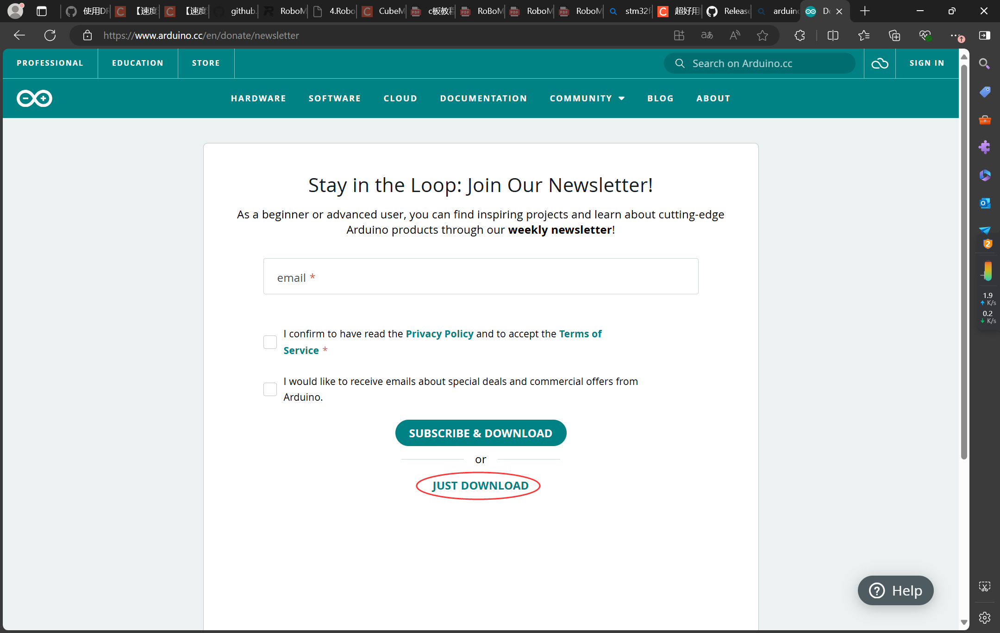 使用DR
【速度
【速度
github.
RoboM
4.Robo
CubeM
c板教程
RoBoM
RoboM
RoboM
stm32f
超好用
Release
arduino
Do
https://www.arduino.cc/en/donate/newsletter
PROFESSIONAL
EDUCATION
STORE
Search on Arduino.cc
SIGN IN
HARDWARE
SOFTWARE
CLOUD
DOCUMENTATION
COMMUNITY
BLOG
ABOUT
Stay in the Loop: Join Our Newsletter!
As a beginner or advanced user, you can find inspiring projects and learn about cutting-edge
Arduino products through our weekly newsletter!
email *
I confirm to have read the Privacy Policy and to accept the Terms of
Service *
I would like to receive emails about special deals and commercial offers from
Arduino.
SUBSCRIBE & DOWNLOAD
or
JUST DOWNLOAD
Help
2
1.9
K/s
0.2
K/s